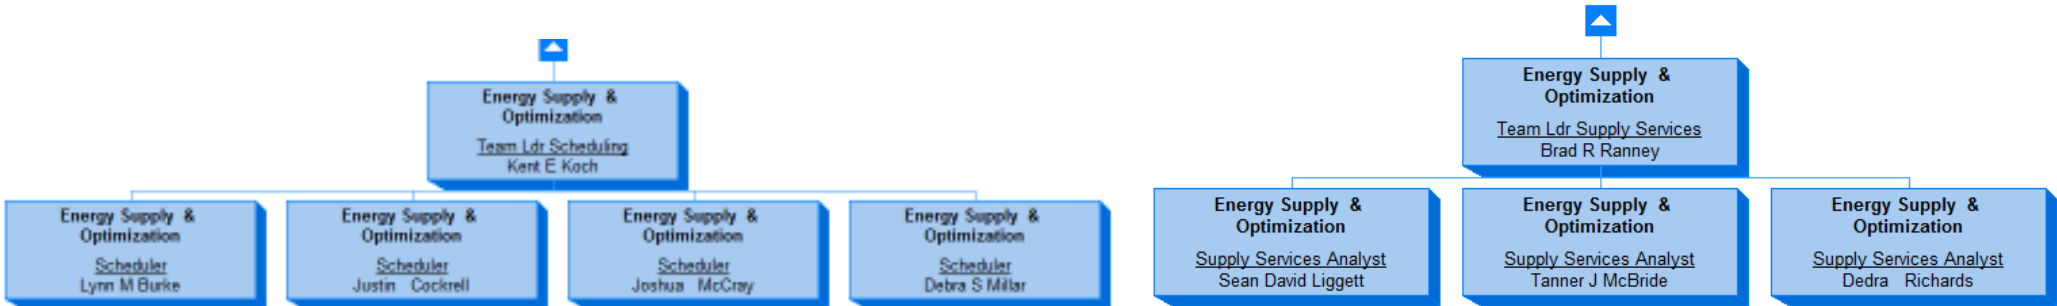 Energy Supply &
Optimization
Team Ldr Scheduling
Kent E Koch
Energy Supply &
Optimization
Scheduler
Lynn M Burke
Energy Supply &
Optimization
Scheduler
Justin Cockrell
Energy Supply &
Optimization
Scheduler
Joshua McCray
Energy Supply &
Optimization
Scheduler
Debra S Millar
Energy Supply &
Optimization
Team Ldr Supply Services
Brad R Ranney
Energy Supply &
Optimization
Supply Services Analyst
Sean David Liggett
Energy Supply &
Optimization
Supply Services Analyst
Tanner J McBride
Energy Supply &
Optimization
Supply Services Analyst
Dedra Richards